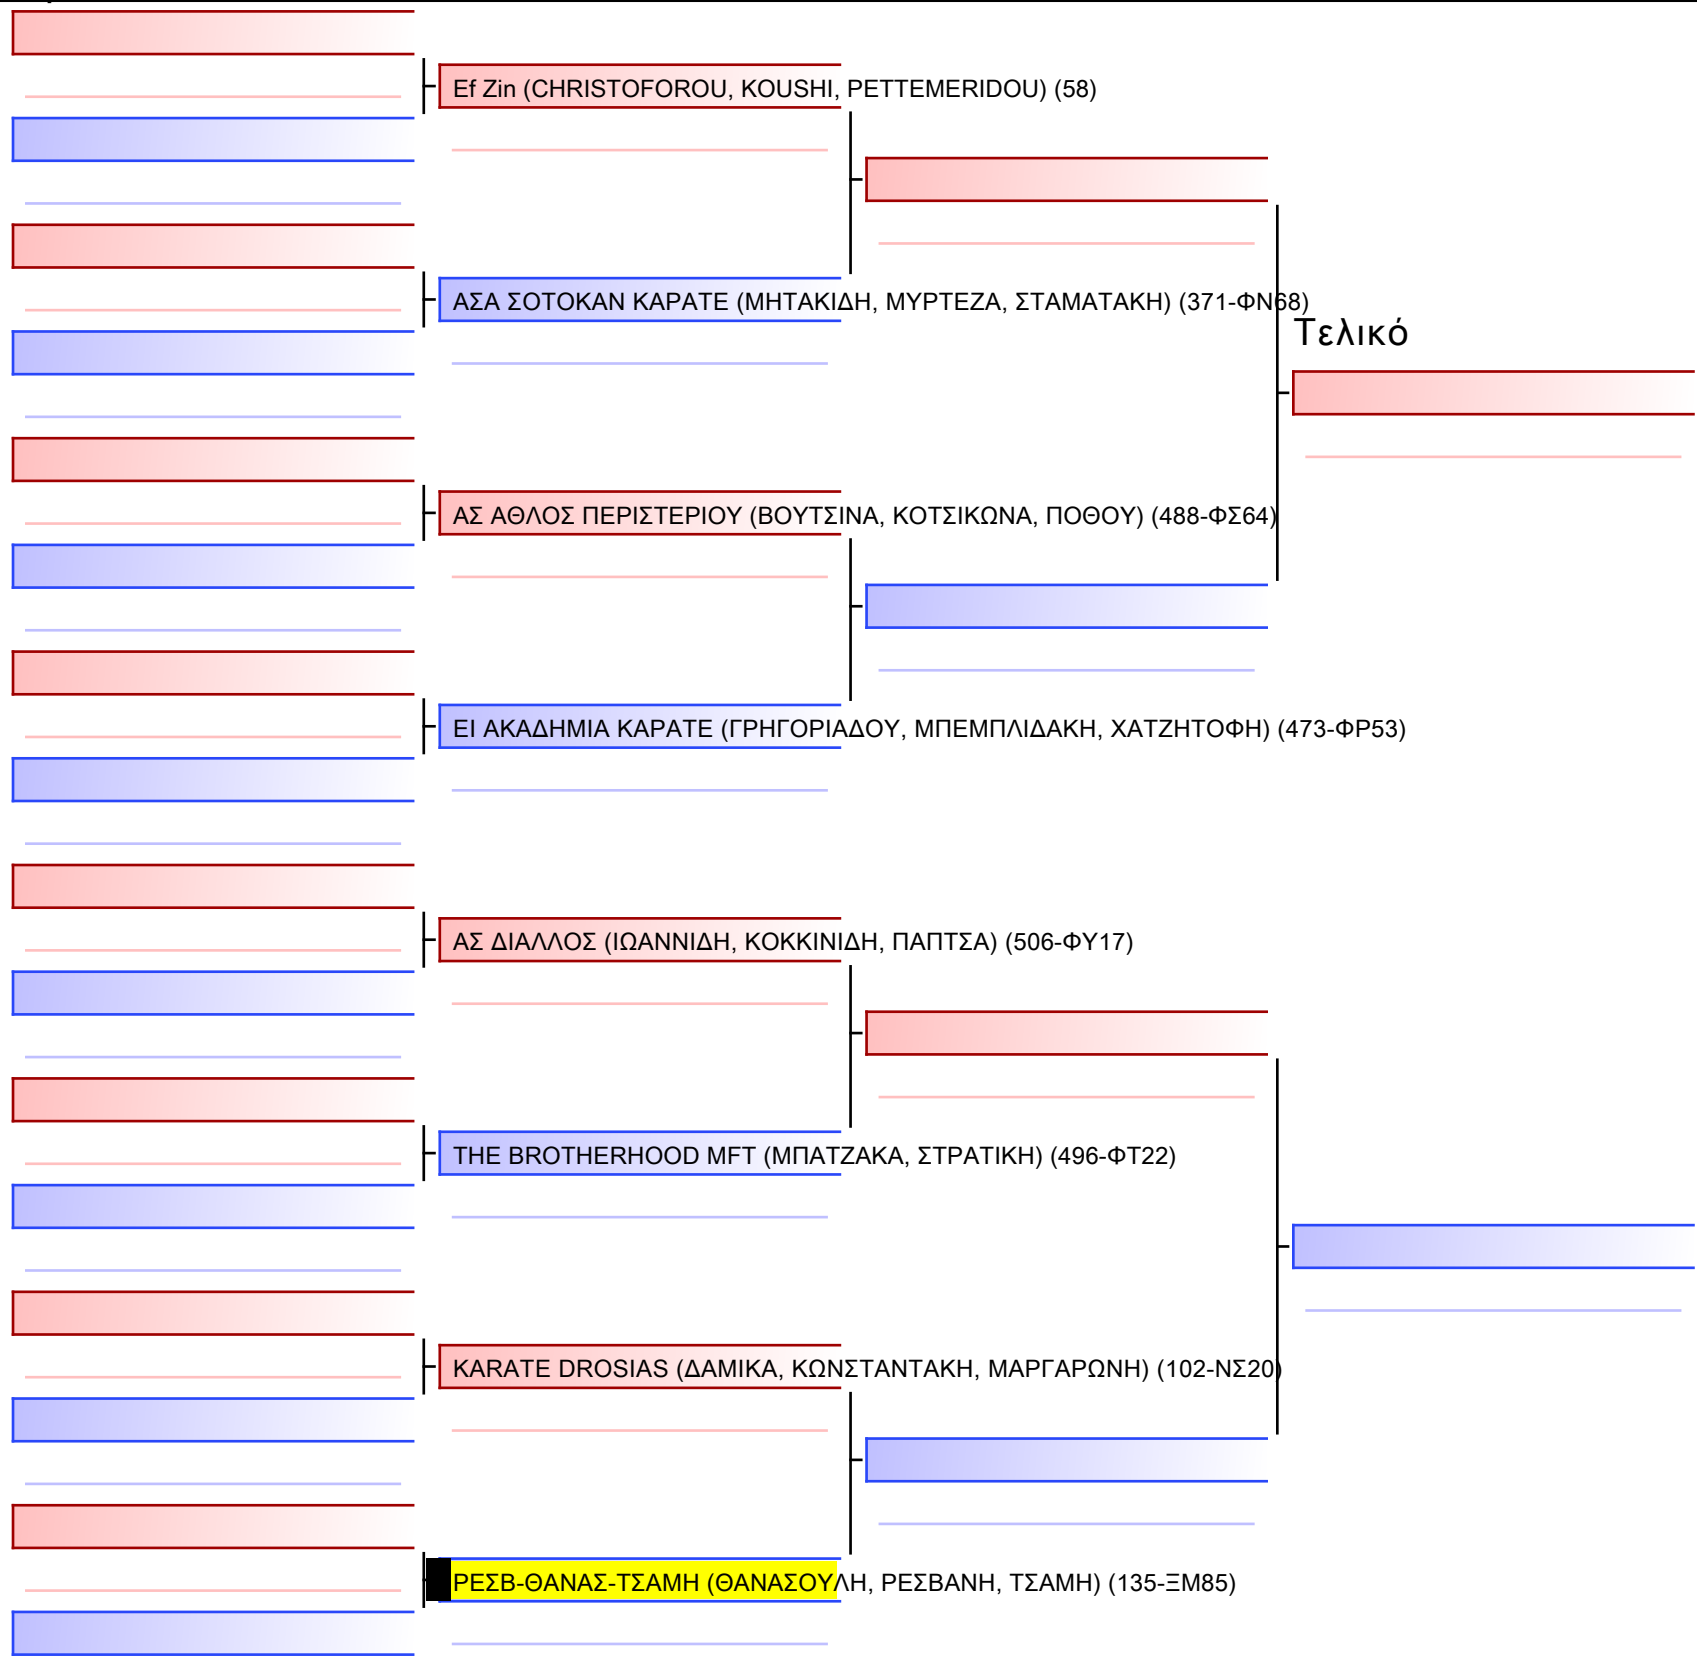 Ef Zin (CHRISTOFOROU, KOUSHI, PETTEMERIDOU) (58)
ΑΣΑ ΣΟΤΟΚΑΝ ΚΑΡΑΤΕ (ΜΗΤΑΚΙΔΗ, ΜΥΡΤΕΖΑ, ΣΤΑΜΑΤΑΚΗ) (371-ΦΝ68)
Τελικό
ΑΣ ΑΘΛΟΣ ΠΕΡΙΣΤΕΡΙΟΥ (ΒΟΥΤΣΙΝΑ, ΚΟΤΣΙΚΩΝΑ, ΠΟΘΟΥ) (488-ΦΣ64)
ΕΙ ΑΚΑΔΗΜΙΑ ΚΑΡΑΤΕ (ΓΡΗΓΟΡΙΑΔΟΥ, ΜΠΕΜΠΛΙΔΑΚΗ, ΧΑΤΖΗΤΟΦΗ) (473-ΦΡ53)
ΑΣ ΔΙΑΛΛΟΣ (ΙΩΑΝΝΙΔΗ, ΚΟΚΚΙΝΙΔΗ, ΠΑΠΤΣΑ) (506-ΦΥ17)
THE BROTHERHOOD MFT (ΜΠΑΤΖΑΚΑ, ΣΤΡΑΤΙΚΗ) (496-ΦΤ22)
KARATE DROSIAS (ΔΑΜΙΚΑ, ΚΩΝΣΤΑΝΤΑΚΗ, ΜΑΡΓΑΡΩΝΗ) (102-ΝΣ20)
ΡΕΣΒ-ΘΑΝΑΣ-ΤΣΑΜΗ (ΘΑΝΑΣΟΥΛΗ, ΡΕΣΒΑΝΗ, ΤΣΑΜΗ) (135-ΞΜ85)